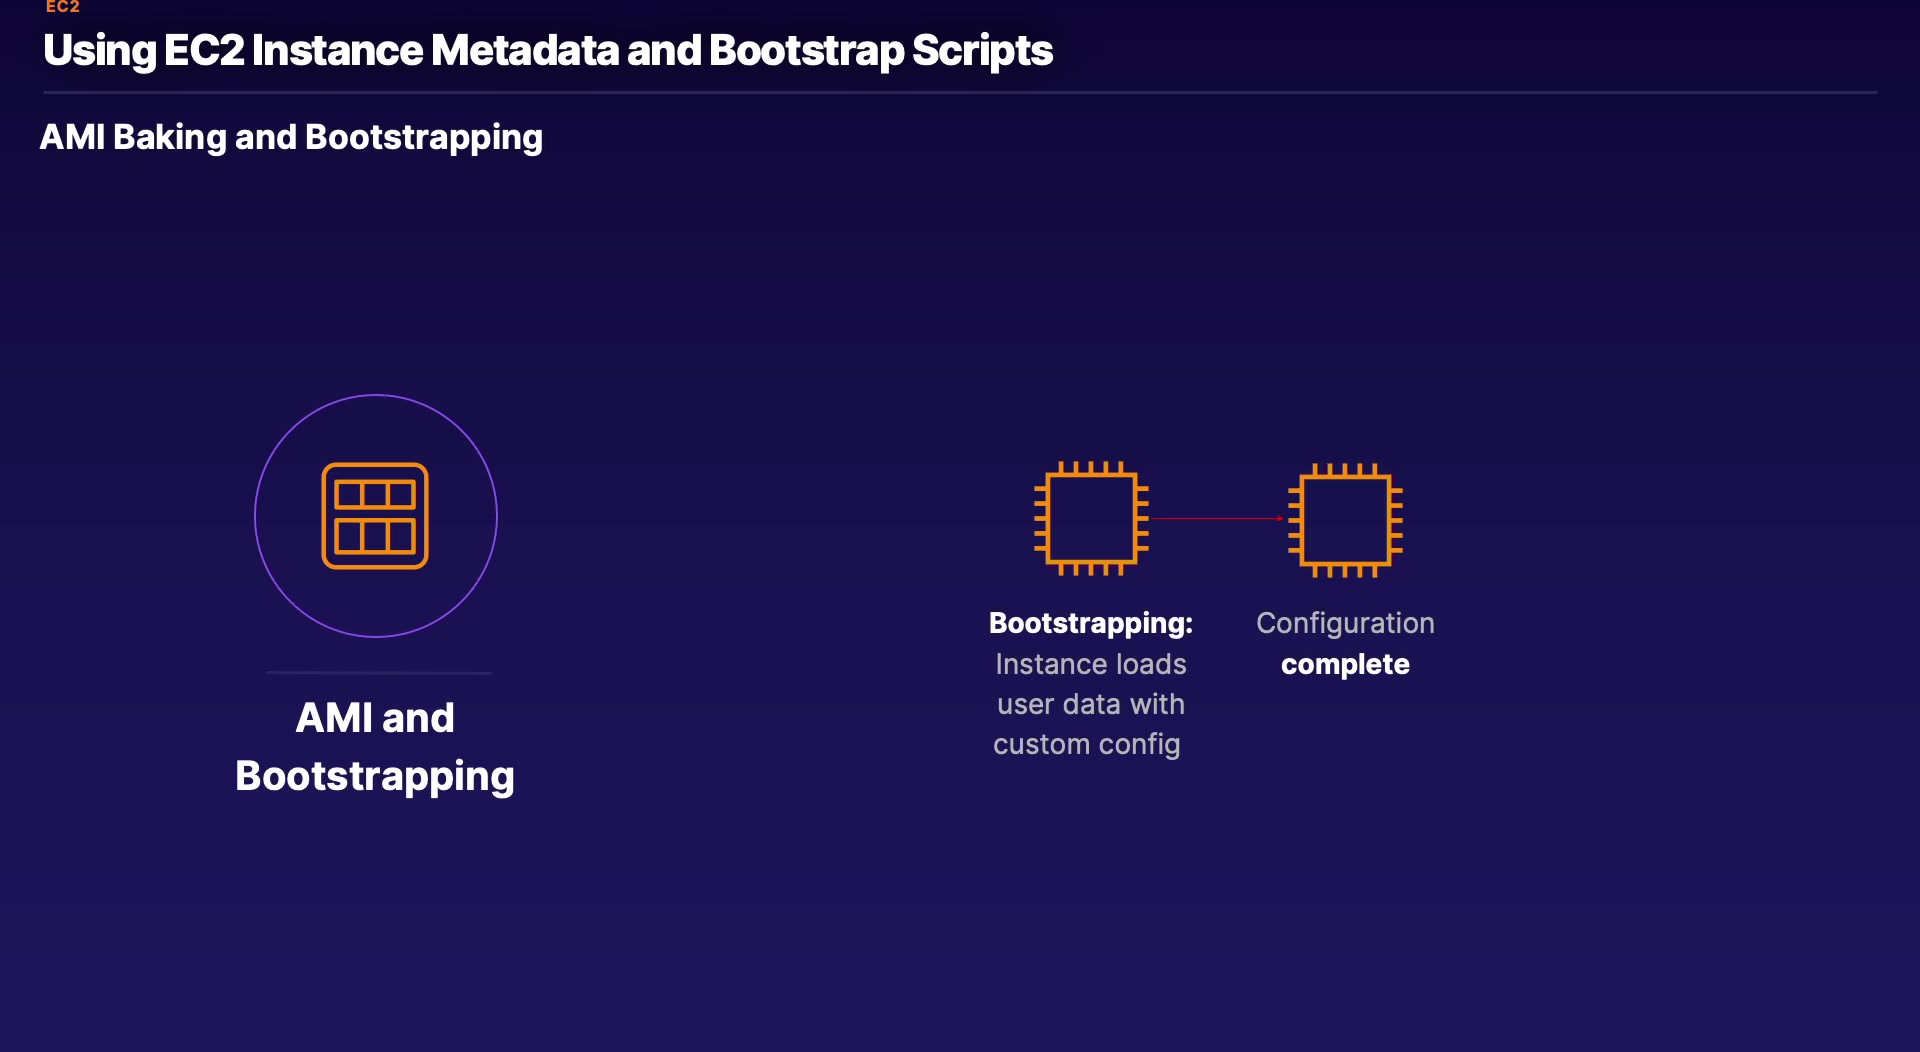 EC2
Using EC2 Instance Metadata and Bootstrap Scripts
AMI Baking and Bootstrapping
AMI and
Bootstrapping
Bootstrapping:
Instance loads
user data with
custom config
Configuration
complete